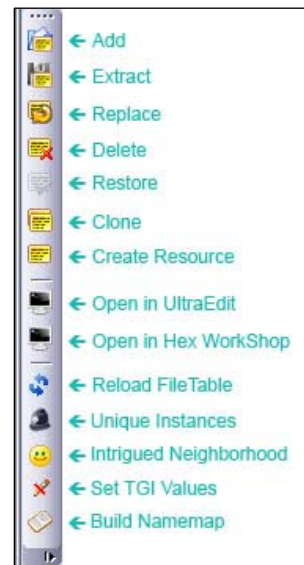 Add
Extract
Replace
Delete
Restore
Clone
Create Resource
Open in UltraEdit
Open in Hex WorkShop
Reload FileTable
Unique Instances
Intrigued Neighborhood
Set TGI Values
Build Namemap